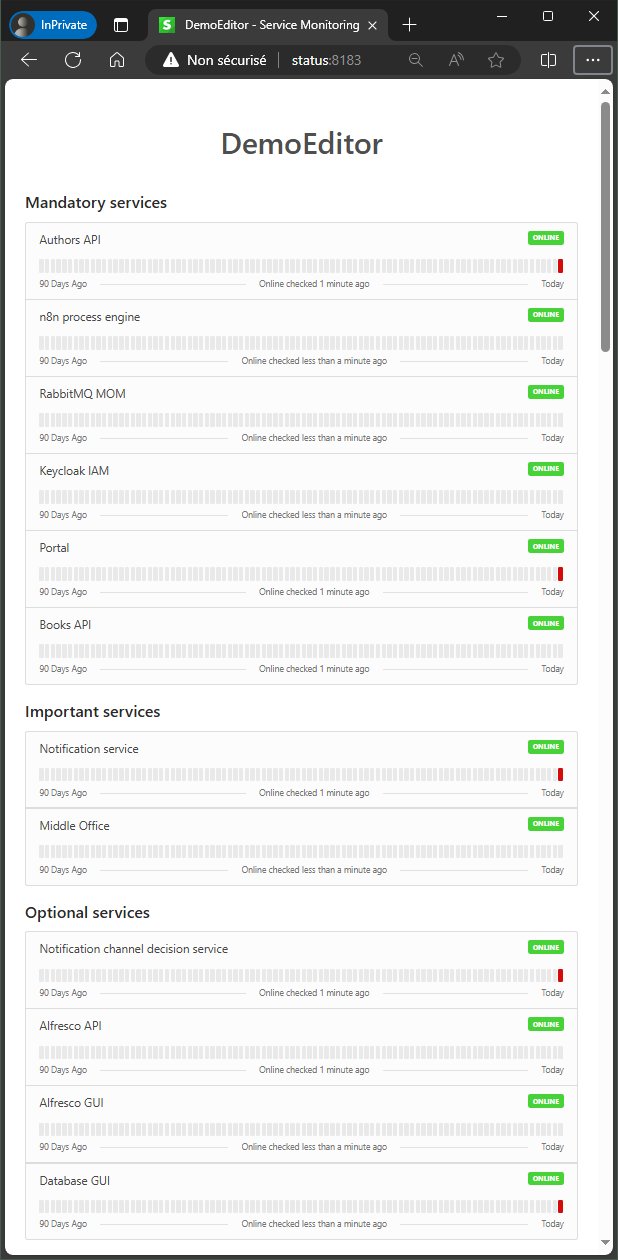 InPrivate
DemoEditor - Service Monitoring
Non sécurisé status:8183
DemoEditor
Mandatory services
Authors API ONLINE
90 Days Ago Online checked 1 minute ago Today
n8n process engine ONLINE
90 Days Ago Online checked less than a minute ago Today
RabbitMQ MOM ONLINE
90 Days Ago Online checked less than a minute ago Today
Keycloak IAM ONLINE
90 Days Ago Online checked less than a minute ago Today
Portal ONLINE
90 Days Ago Online checked 1 minute ago Today
Books API ONLINE
90 Days Ago Online checked 1 minute ago Today
Important services
Notification service ONLINE
90 Days Ago Online checked 1 minute ago Today
Middle Office ONLINE
90 Days Ago Online checked less than a minute ago Today
Optional services
Notification channel decision service ONLINE
90 Days Ago Online checked 1 minute ago Today
Alfresco API ONLINE
90 Days Ago Online checked 1 minute ago Today
Alfresco GUI ONLINE
90 Days Ago Online checked less than a minute ago Today
Database GUI ONLINE
90 Days Ago Online checked less than a minute ago Today